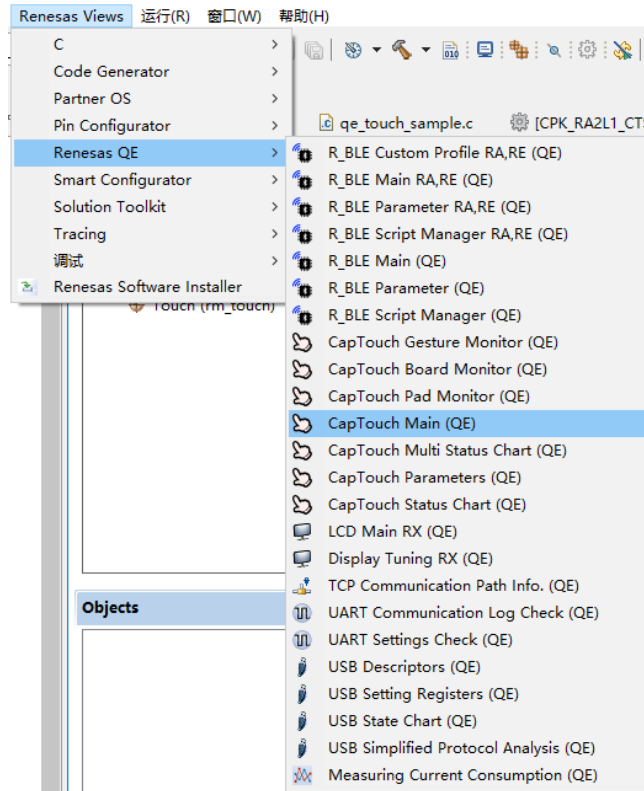 Renesas Views 运行(R) 窗口(W) 帮助(H)
C
Code Generator
Partner OS
Pin Configurator
Renesas QE
Smart Configurator
Solution Toolkit
Tracing
调试
Renesas Software Installer
qe_touch_sample.c [CPK_RA2L1_CT
R_BLE Custom Profile RA,RE (QE)
R_BLE Main RA,RE (QE)
R_BLE Parameter RA,RE (QE)
R_BLE Script Manager RA,RE (QE)
R_BLE Main (QE)
R_BLE Parameter (QE)
R_BLE Script Manager (QE)
CapTouch Gesture Monitor (QE)
CapTouch Board Monitor (QE)
CapTouch Pad Monitor (QE)
CapTouch Main (QE)
CapTouch Multi Status Chart (QE)
CapTouch Parameters (QE)
CapTouch Status Chart (QE)
LCD Main RX (QE)
Display Tuning RX (QE)
TCP Communication Path Info. (QE)
UART Communication Log Check (QE)
UART Settings Check (QE)
USB Descriptors (QE)
USB Setting Registers (QE)
USB State Chart (QE)
USB Simplified Protocol Analysis (QE)
Measuring Current Consumption (QE)
Touch (rm_touch)
Objects